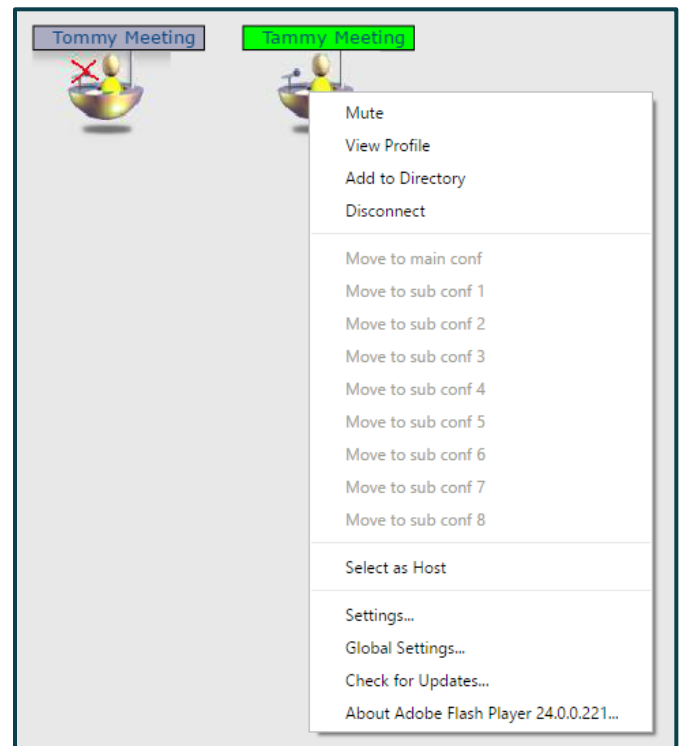 Tommy Meeting
Tammy Meeting
Mute
View Profile
Add to Directory
Disconnect
Move to main conf
Move to sub conf 1
Move to sub conf 2
Move to sub conf 3
Move to sub conf 4
Move to sub conf 5
Move to sub conf 6
Move to sub conf 7
Move to sub conf 8
Select as Host
Settings...
Global Settings...
Check for Updates...
About Adobe Flash Player 24.0.0.221...